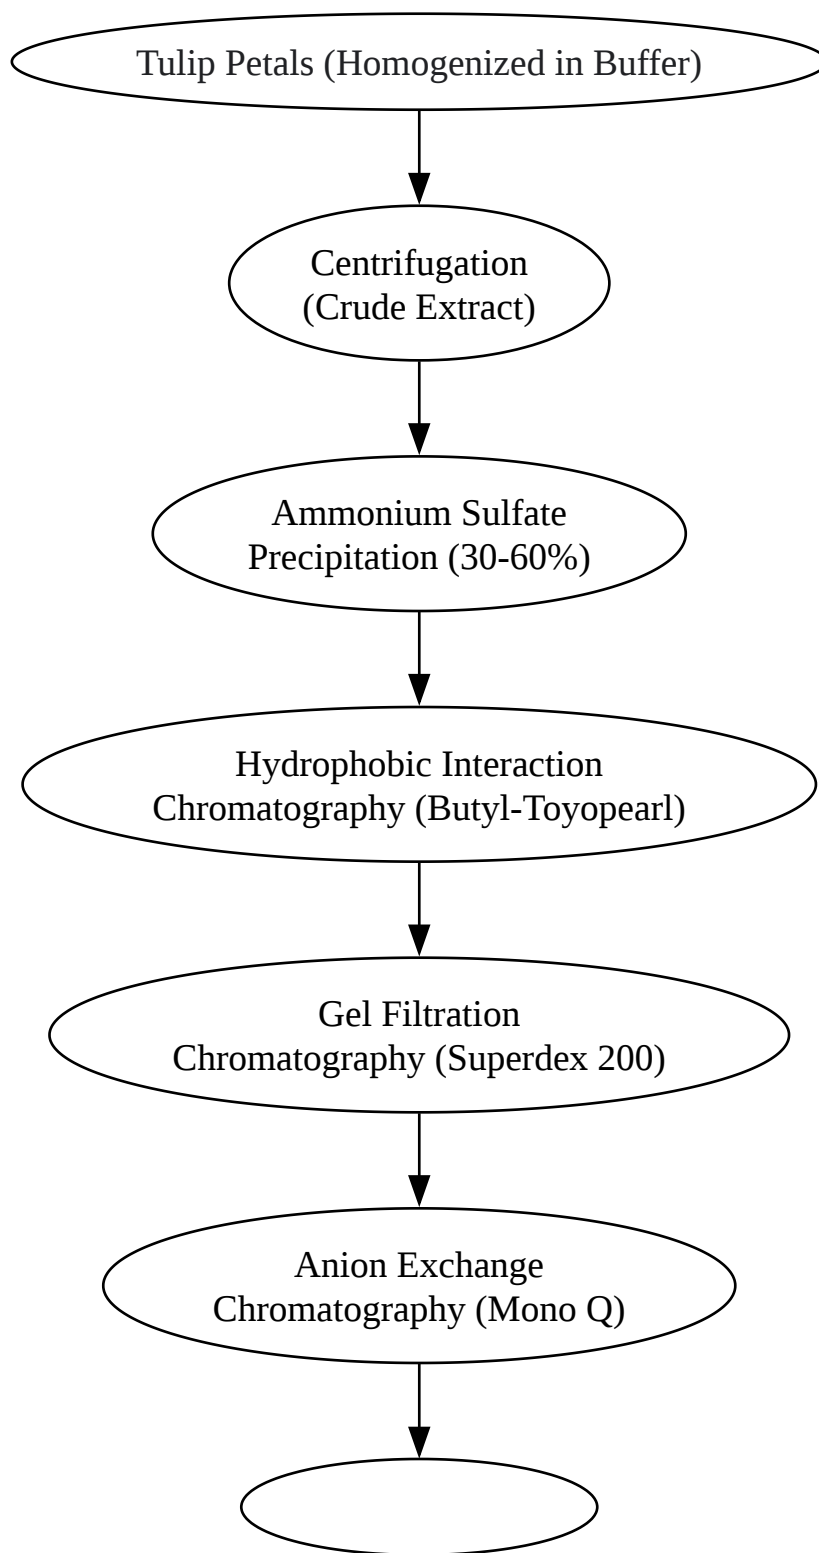 Tulip Petals (Homogenized in Buffer)
Centrifugation
(Crude Extract)
Ammonium Sulfate
Precipitation (30-60%)
Hydrophobic Interaction
Chromatography (Butyl-Toyopearl)
Gel Filtration
Chromatography (Superdex 200)
Anion Exchange
Chromatography (Mono Q)